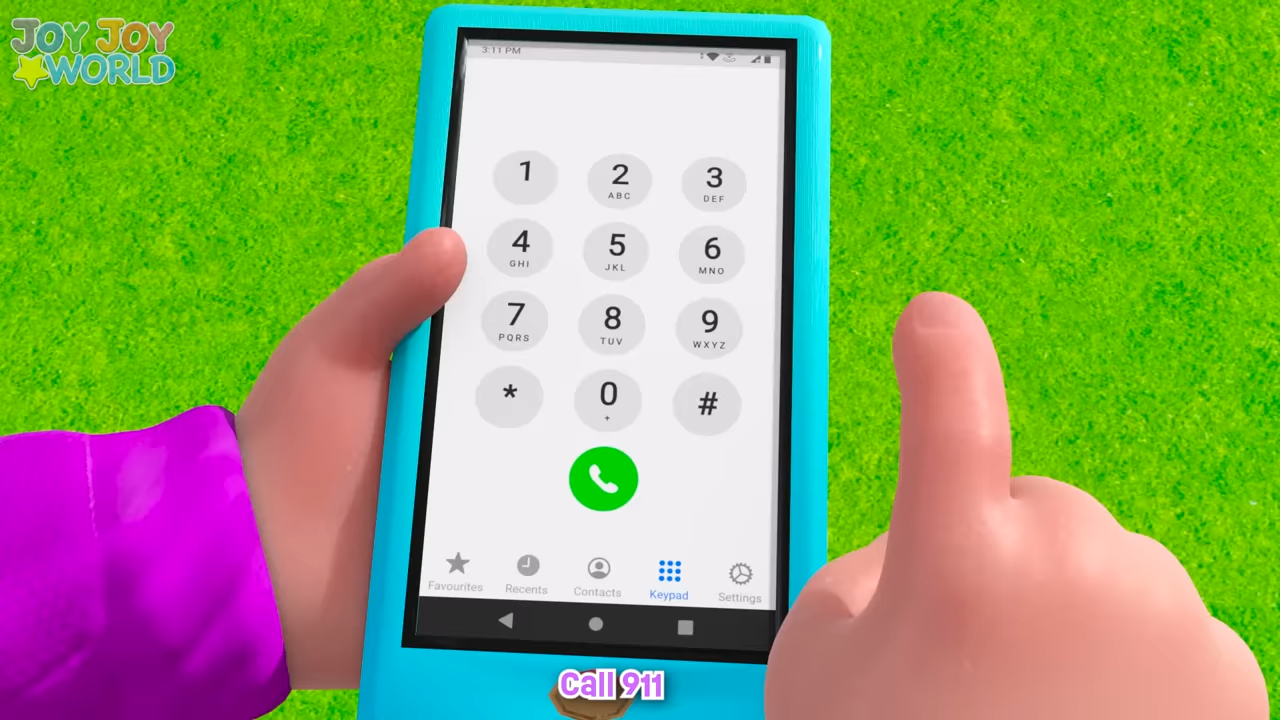 JOY JOY
WORLD
3:11 PM
1
2
ABC
3
DEF
4
GHI
5
JKL
6
MNO
7
PQRS
8
TUV
9
WXYZ
*
0
+
#
Favourites
Recents
Contacts
Keypad
Settings
Call 911